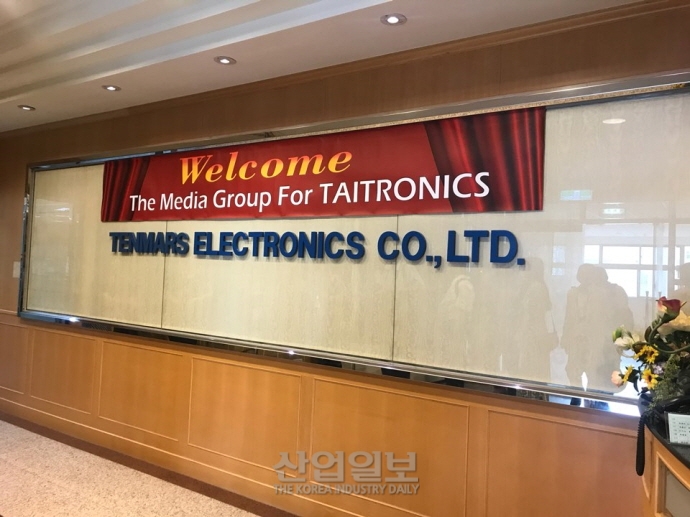 Welcome
The Media Group For TAITRONICS
TENMARS ELECTRONICS CO., LTD.
산업일보
THE KOREA INDUSTRY DAILY